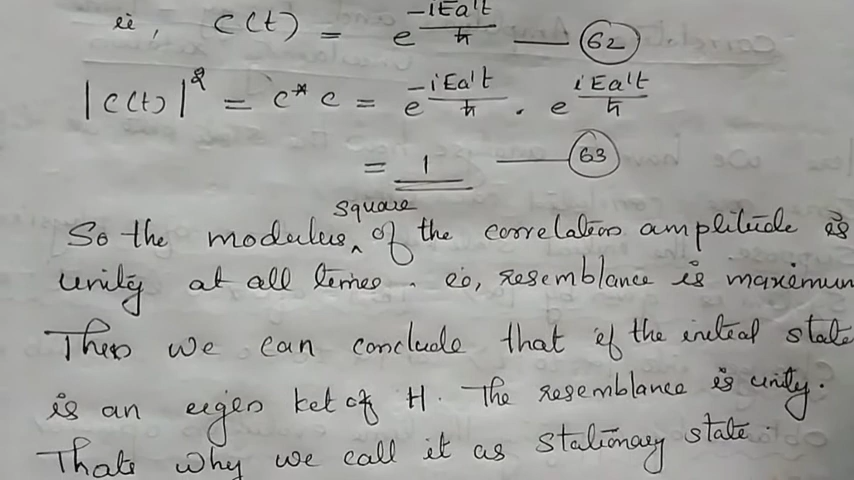 ie, C(t) = e^{-iEa't/ħ} — (62)
|C(t)|² = C* C = e^{-iEa't/ħ} . e^{iEa't/ħ}
= 1 — (63)
So the modulus square of the correlation amplitude is
unity at all times . ie, resemblance is maximum
Then we can conclude that if the initial state
is an eigen ket of H. The resemblance is unity.
Thats why we call it as stationary state.